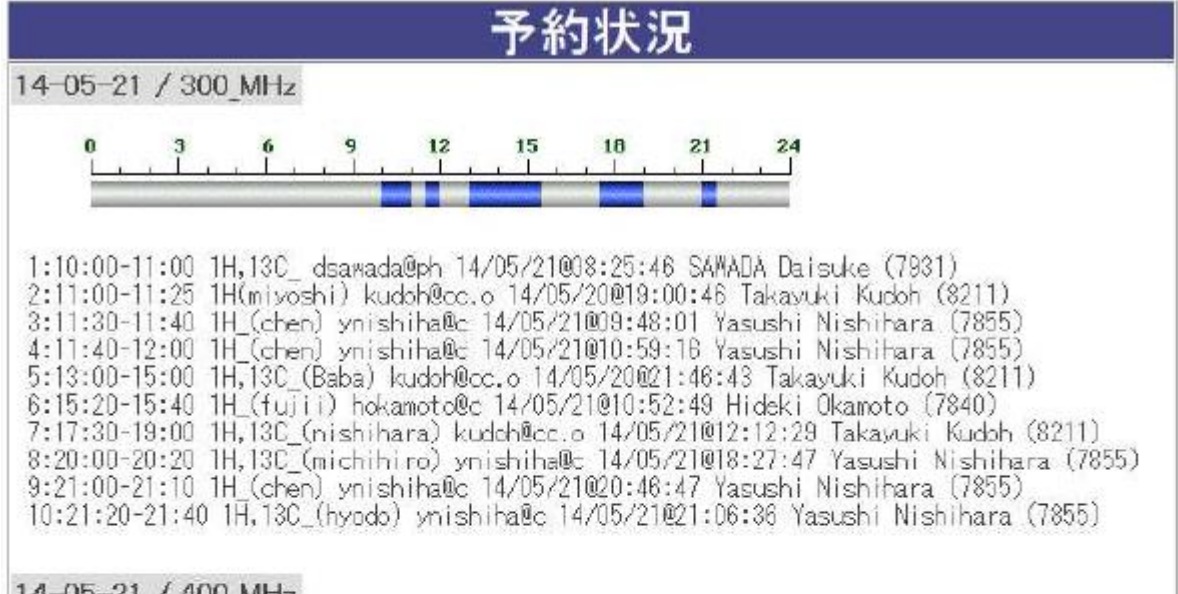 予約状況
14-05-21 / 300_MHz
0 3 6 9 12 15 18 21 24
1:10:00-11:00 1H,13C_ dsawada@ph 14/05/21@08:25:46 SAWADA Daisuke (7931)
2:11:00-11:25 1H(miyoshi) kudoh@cc.o 14/05/20@19:00:46 Takayuki Kudoh (8211)
3:11:30-11:40 1H_(chen) ynishiha@c 14/05/21@09:48:01 Yasushi Nishihara (7855)
4:11:40-12:00 1H_(chen) ynishiha@c 14/05/21@10:59:16 Yasushi Nishihara (7855)
5:13:00-15:00 1H,13C_(Baba) kudoh@cc.o 14/05/20@21:46:43 Takayuki Kudoh (8211)
6:15:20-15:40 1H_(fujii) hokamoto@c 14/05/21@10:52:49 Hideki Okamoto (7840)
7:17:30-19:00 1H,13C_(nishihara) kudoh@cc.o 14/05/21@12:12:29 Takayuki Kudoh (8211)
8:20:00-20:20 1H,13C_(michihiro) ynishiha@c 14/05/21@18:27:47 Yasushi Nishihara (7855)
9:21:00-21:10 1H_(chen) ynishiha@c 14/05/21@20:46:47 Yasushi Nishihara (7855)
10:21:20-21:40 1H,13C_(hyodo) ynishiha@c 14/05/21@21:06:36 Yasushi Nishihara (7855)
14-05-21 / 400_MHz